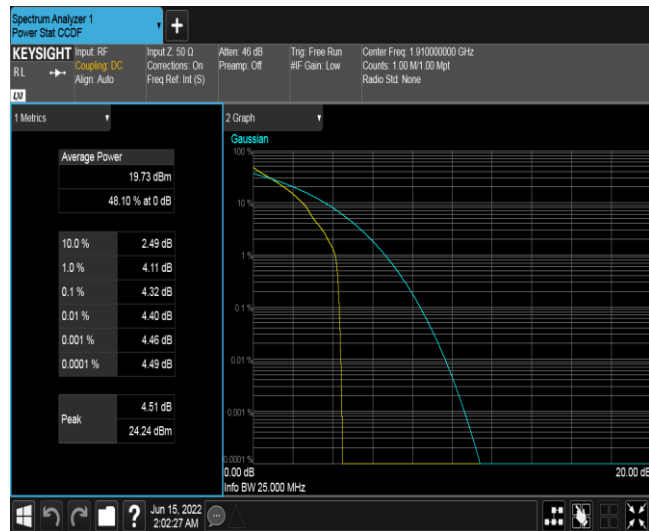 Spectrum Analyzer 1
Power Stat CCDF
+
KEYSIGHT
RL
LXI
Input: RF
Coupling: DC
Align: Auto
Input Z: 50 Ω
Corrections: On
Freq Ref: Int (S)
Atten: 46 dB
Preamp: Off
Trig: Free Run
#IF Gain: Low
Center Freq: 1.910000000 GHz
Counts: 1.00 M/1.00 Mpt
Radio Std: None
1 Metrics
Average Power
19.73 dBm
48.10 % at 0 dB
10.0 % 2.49 dB
1.0 % 4.11 dB
0.1 % 4.32 dB
0.01 % 4.40 dB
0.001 % 4.46 dB
0.0001 % 4.49 dB
Peak
4.51 dB
24.24 dBm
2 Graph
Gaussian
100 %
10 %
1 %
0.1 %
0.01 %
0.001 %
0.0001 %
0.00 dB
20.00 dB
Info BW 25.000 MHz
?
Jun 15, 2022
2:02:27 AM